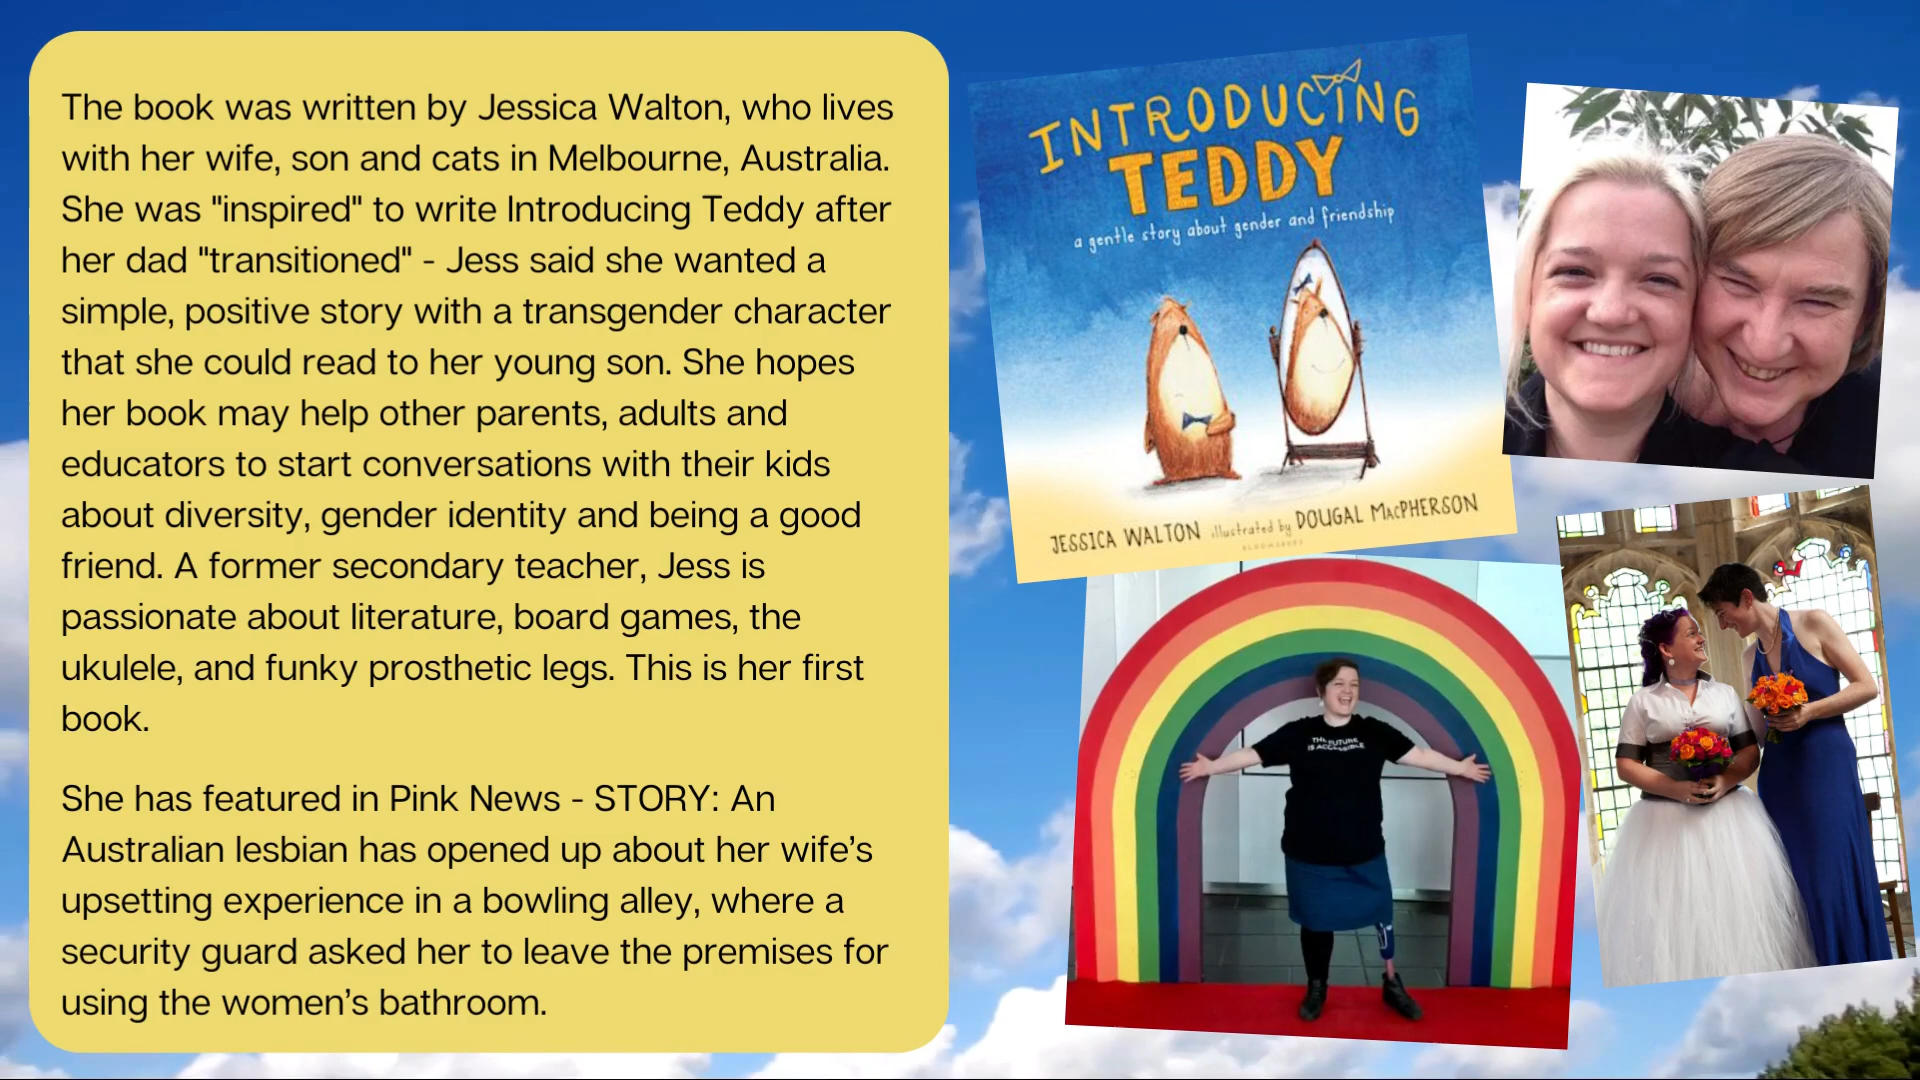 The book was written by Jessica Walton, who lives
with her wife, son and cats in Melbourne, Australia.
She was "inspired" to write Introducing Teddy after
her dad "transitioned" - Jess said she wanted a
simple, positive story with a transgender character
that she could read to her young son. She hopes
her book may help other parents, adults and
educators to start conversations with their kids
about diversity, gender identity and being a good
friend. A former secondary teacher, Jess is
passionate about literature, board games, the
ukulele, and funky prosthetic legs. This is her first
book.
She has featured in Pink News - STORY: An
Australian lesbian has opened up about her wife’s
upsetting experience in a bowling alley, where a
security guard asked her to leave the premises for
using the women’s bathroom.
INTRODUCING
TEDDY
a gentle story about gender and friendship
JESSICA WALTON illustrated by DOUGAL MACPHERSON
BLOOMSBURY
THE FUTURE
IS ACCESSIBLE